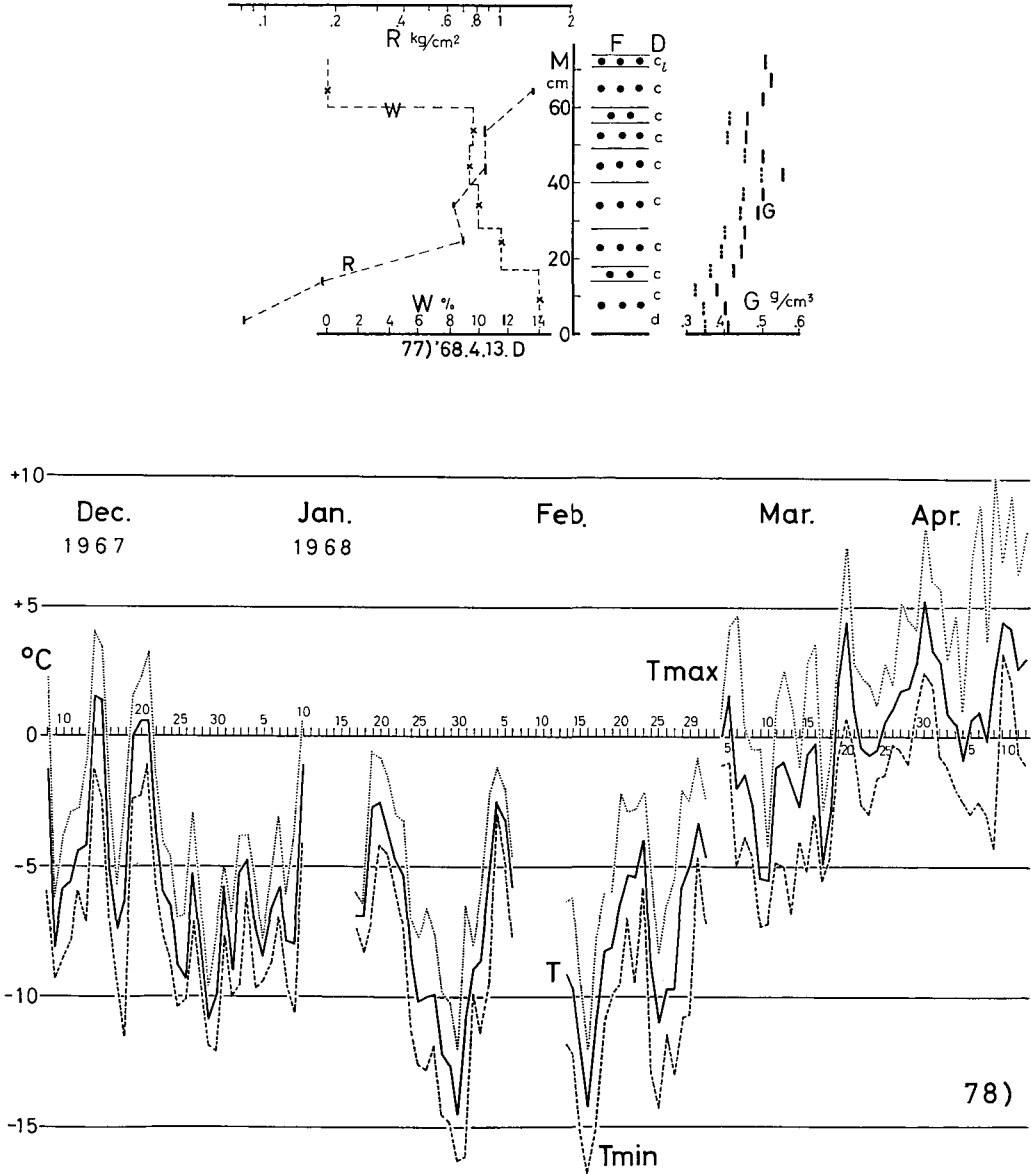 .1 .2 .4 .6 .8 1 2
R kg/cm²
M F D
cm
c l
c
60
W c
c
40 c
c G
20 c
R c
W % c G g/cm³
0 2 4 6 8 10 12 14 0 d .3 .4 .5 .6
77)'68.4.13.D
+10
Dec. Jan. Feb. Mar. Apr.
1967 1968
+5
°C Tmax
0 10 20 25 30 5 10 15 20 25 30 5 10 15 20 25 29 5 10 15 20 25 30 5 10
-5
-10 T
78)
-15
Tmin